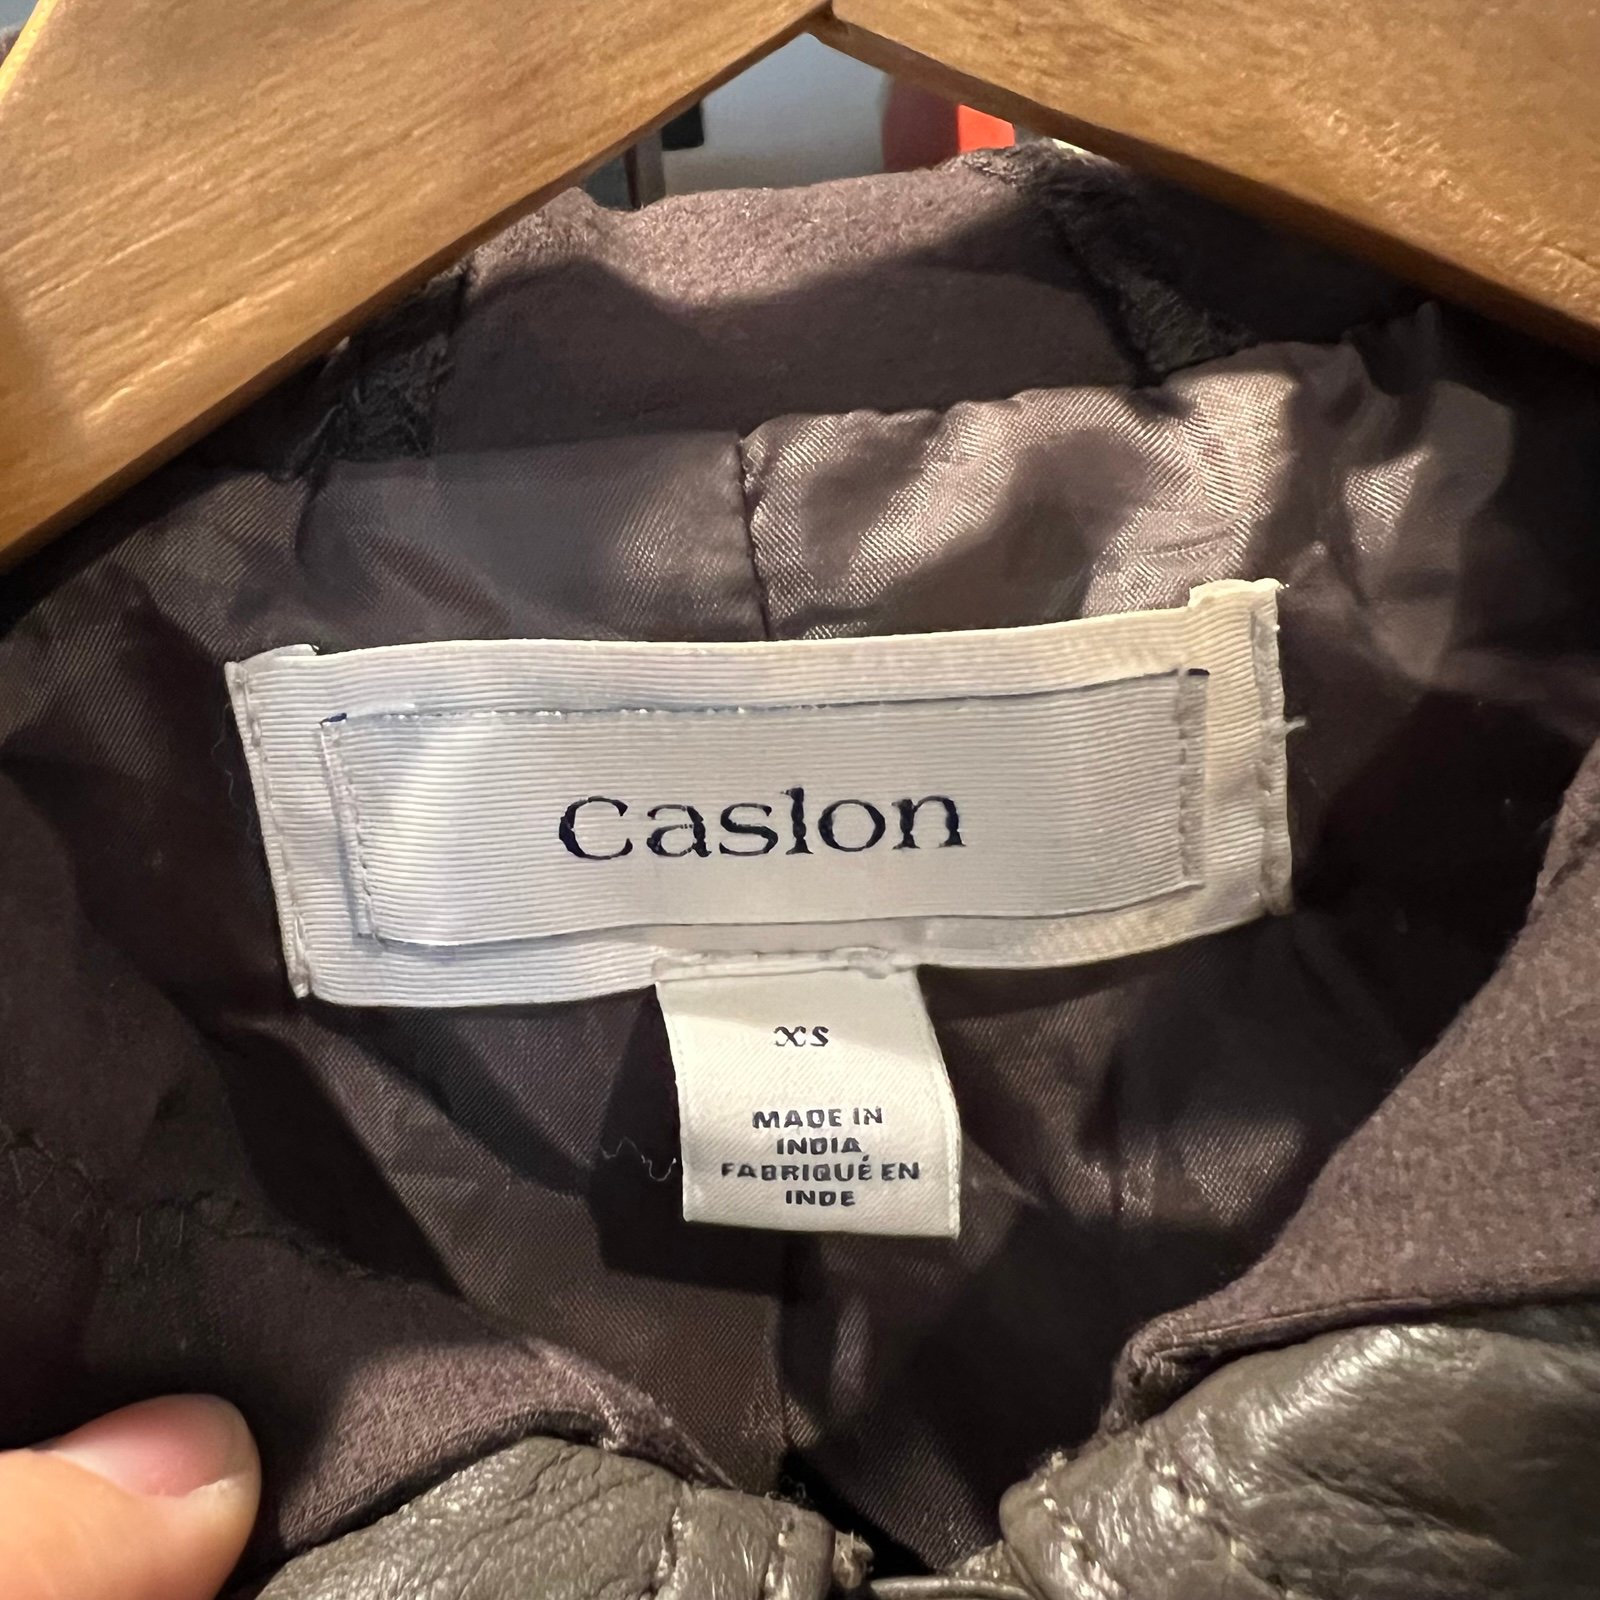 Caslon
XS
MADE IN
INDIA
FABRIQUÉ EN
INDE